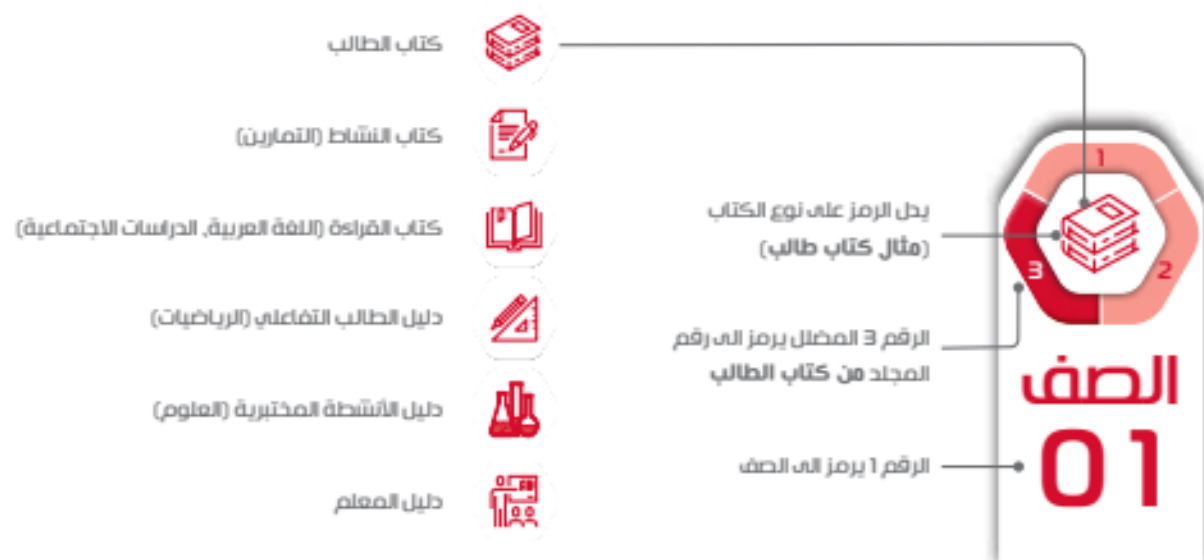 1
2
3
الصف
01
يدل الرمز على نوع الكتاب
(مثال كتاب طالب)
الرقم 3 المضلل يرمز الى رقم
المجلد من كتاب الطالب
الرقم 1 يرمز الى الصف
كتاب الطالب
كتاب النشاط (التمارين)
كتاب القراءة (اللغة العربية، الدراسات الاجتماعية)
دليل الطالب التفاعلي (الرياضيات)
دليل الأنشطة المختبرية (العلوم)
دليل المعلم